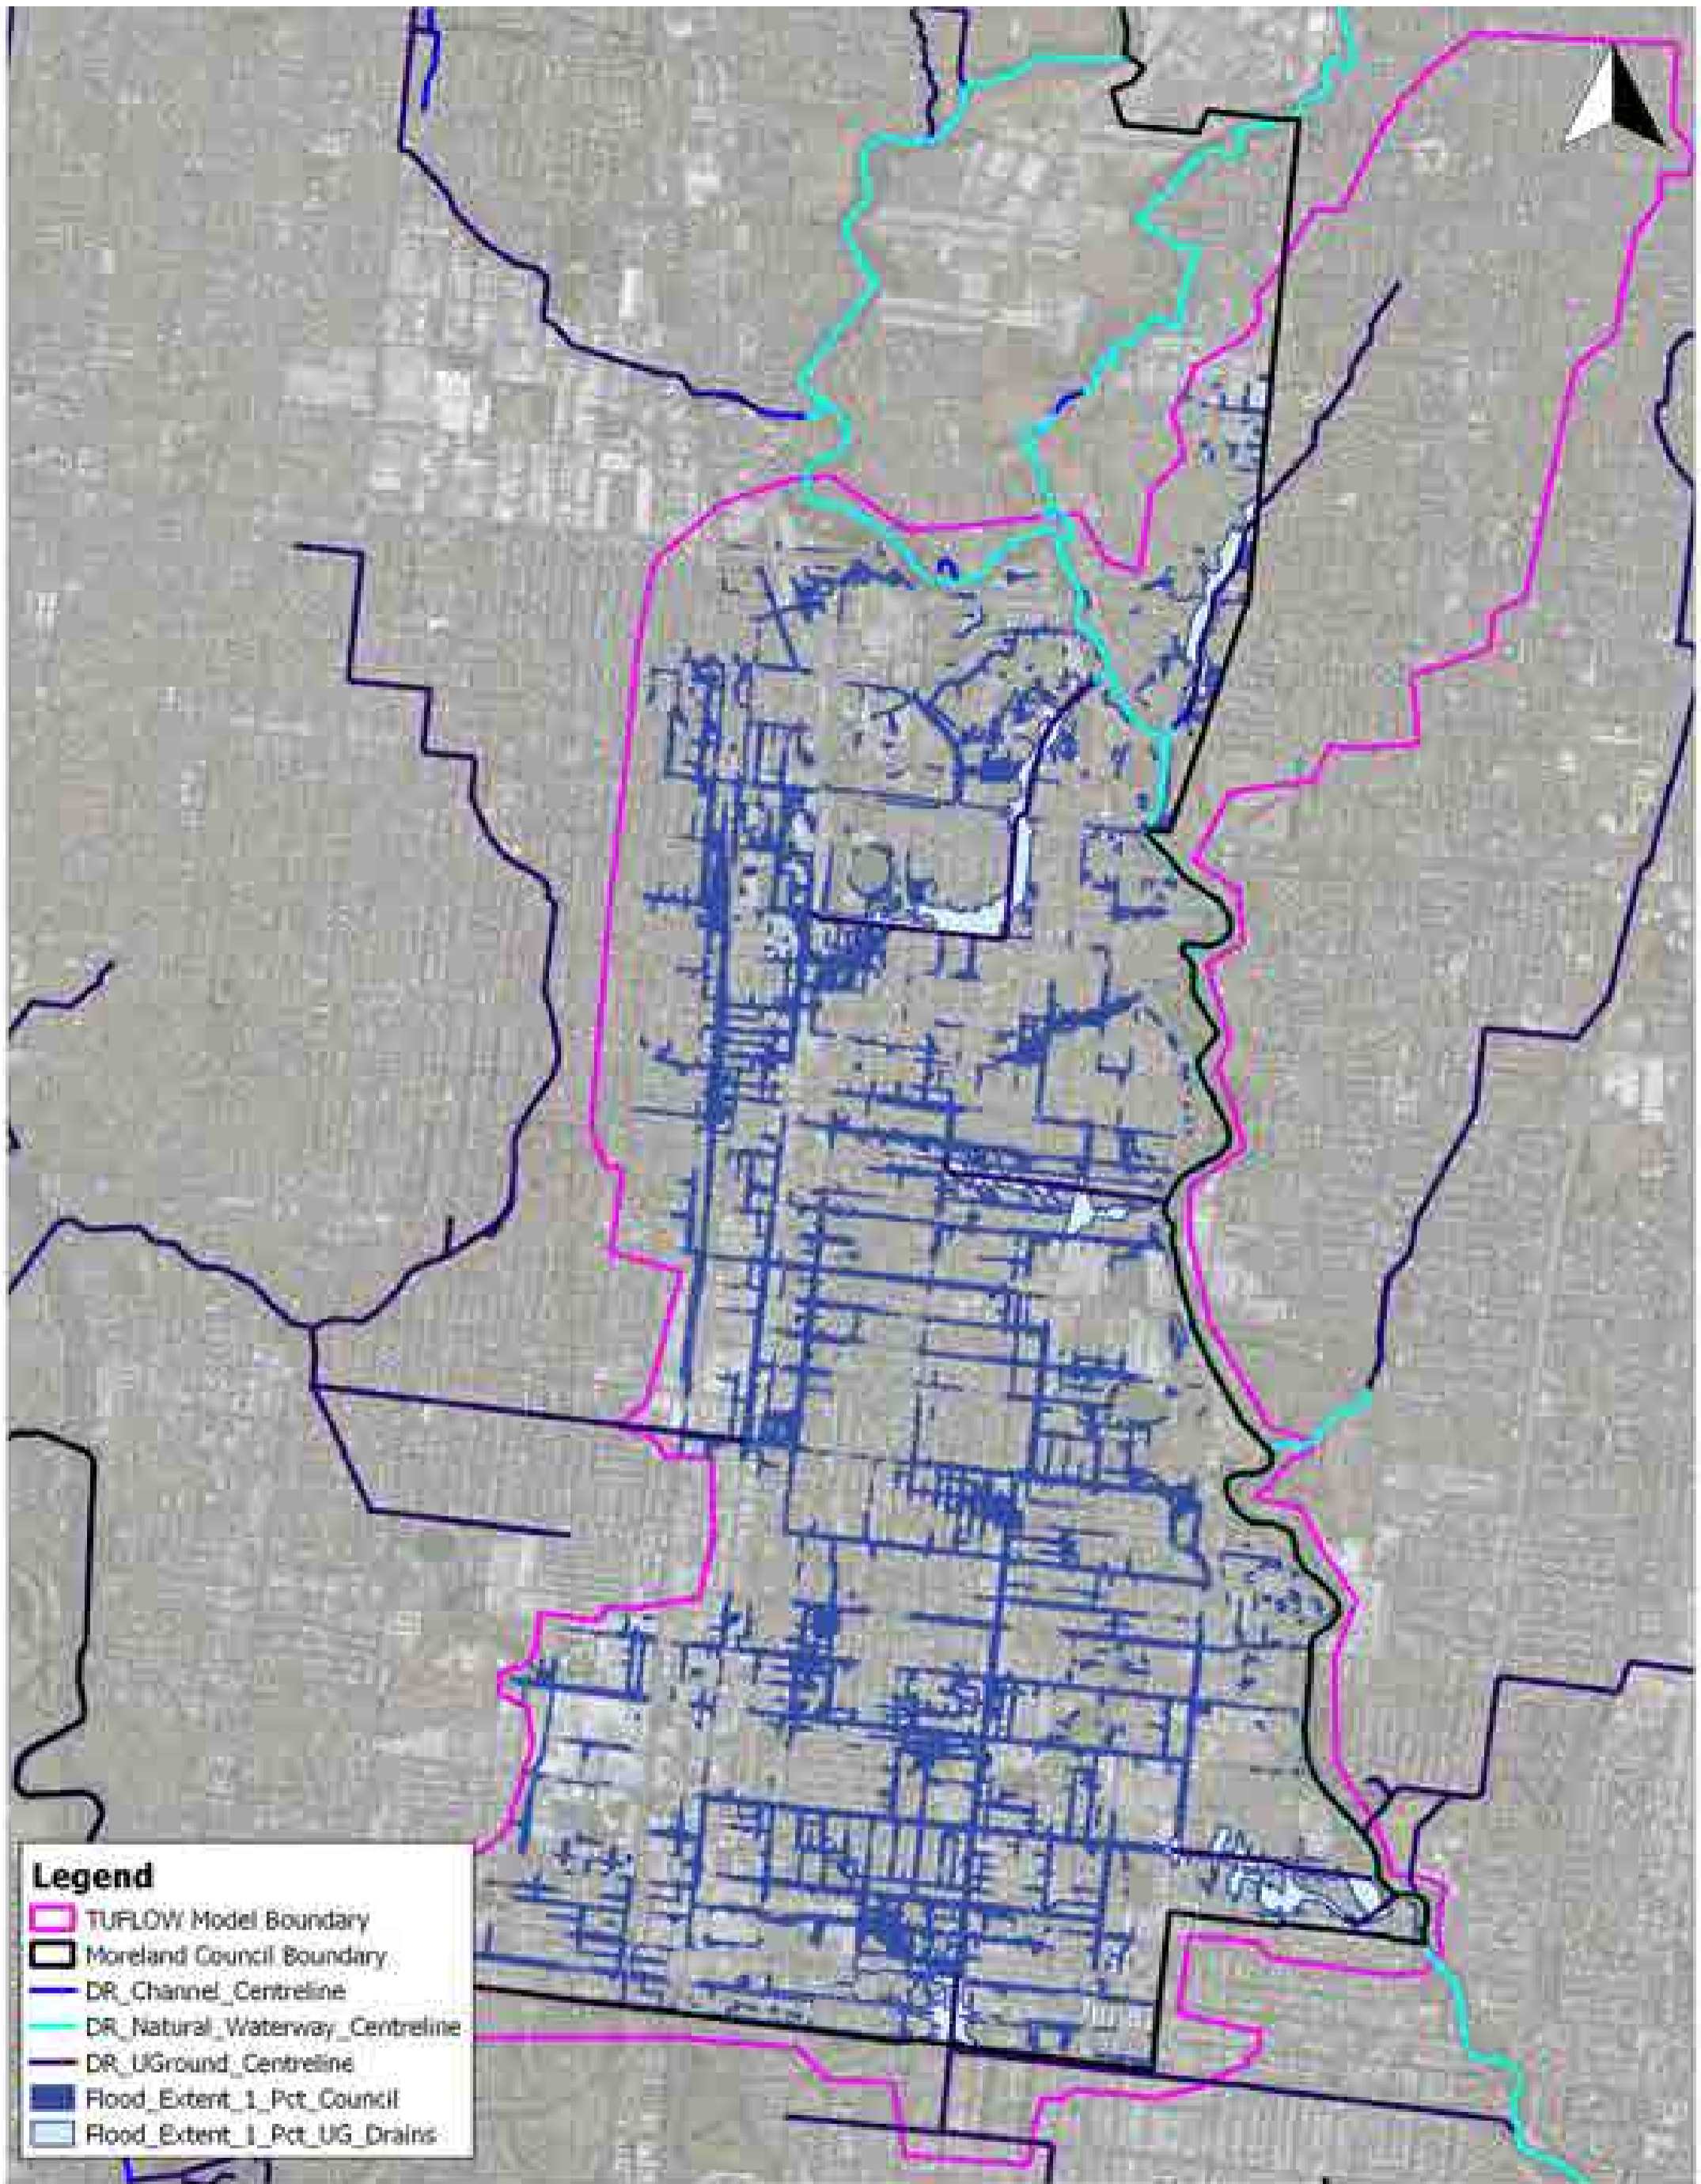 Legend
TUFLOW Model Boundary
Moreland Council Boundary
DR_Channel_Centreline
DR_Natural_Waterway_Centreline
DR_UGround_Centreline
Flood_Extent_1_Pct_Council
Flood_Extent_1_Pct_UG_Drains